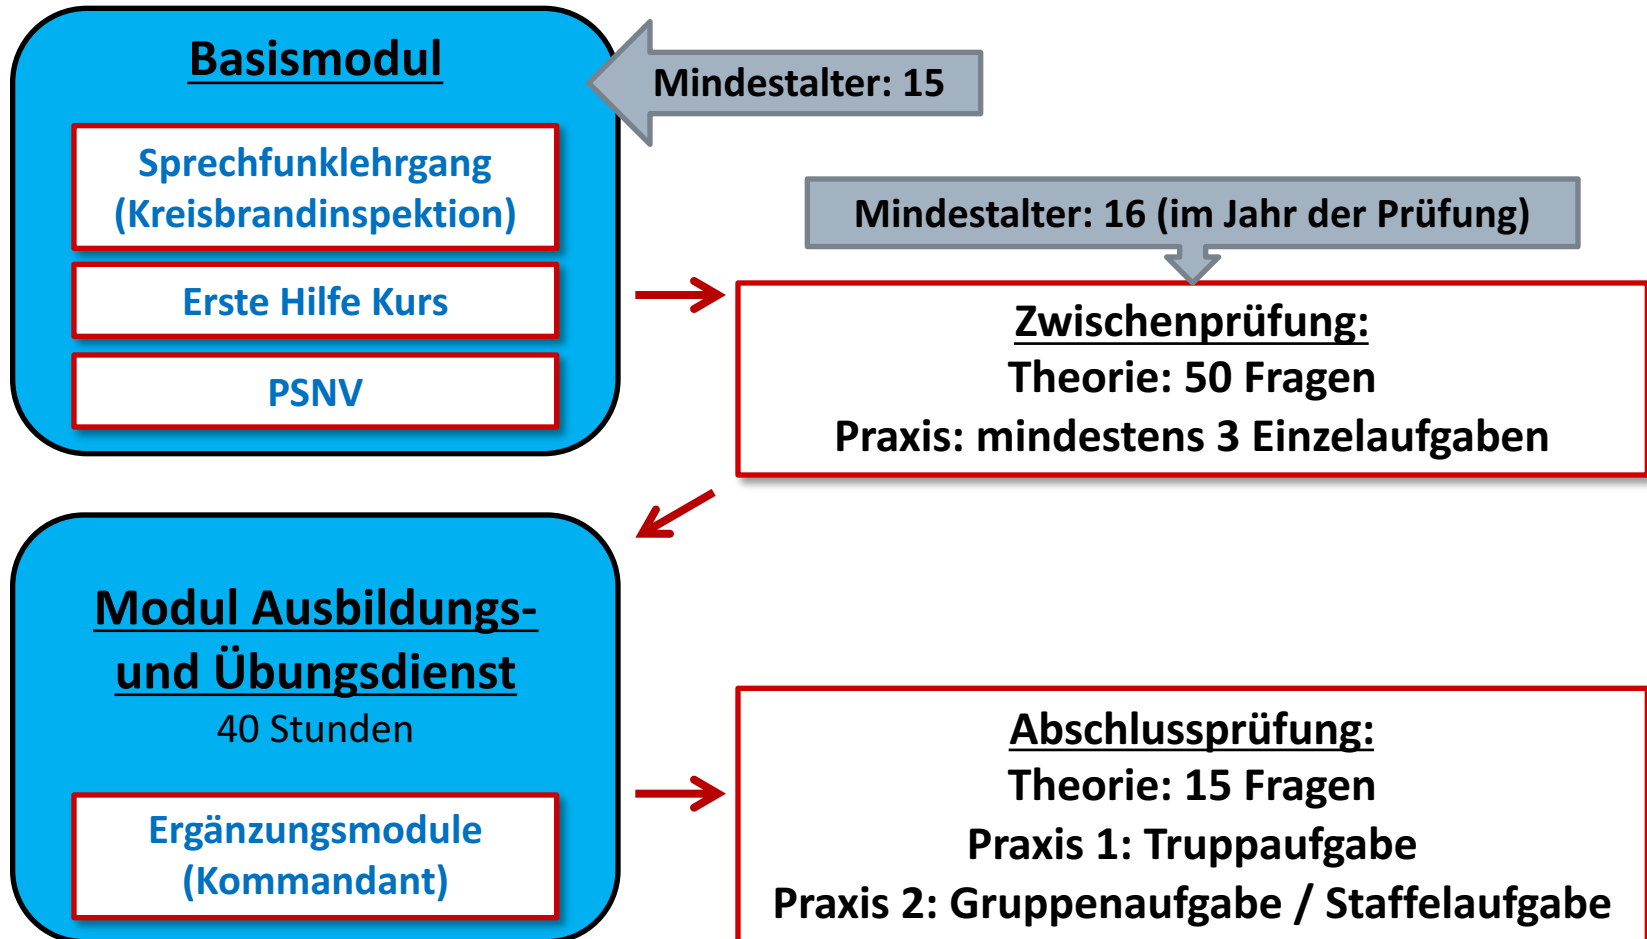 Basismodul
Mindestalter: 15
Sprechfunklehrgang
(Kreisbrandinspektion)
Erste Hilfe Kurs
PSNV
Mindestalter: 16 (im Jahr der Prüfung)
Zwischenprüfung:
Theorie: 50 Fragen
Praxis: mindestens 3 Einzelaufgaben
Modul Ausbildungs-
und Übungsdienst
40 Stunden
Ergänzungsmodule
(Kommandant)
Abschlussprüfung:
Theorie: 15 Fragen
Praxis 1: Truppaufgabe
Praxis 2: Gruppenaufgabe / Staffelaufgabe